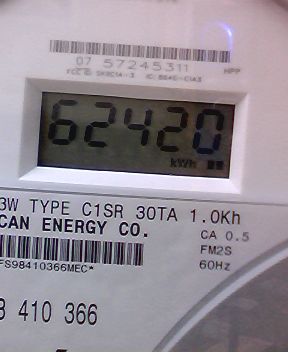 07 57245311
HPP
62420
kWh
3W TYPE C1SR 30TA 1.0Kh
CAN ENERGY CO.
CA 0.5
FM2S
60Hz
FS98410366MEC*
410 366